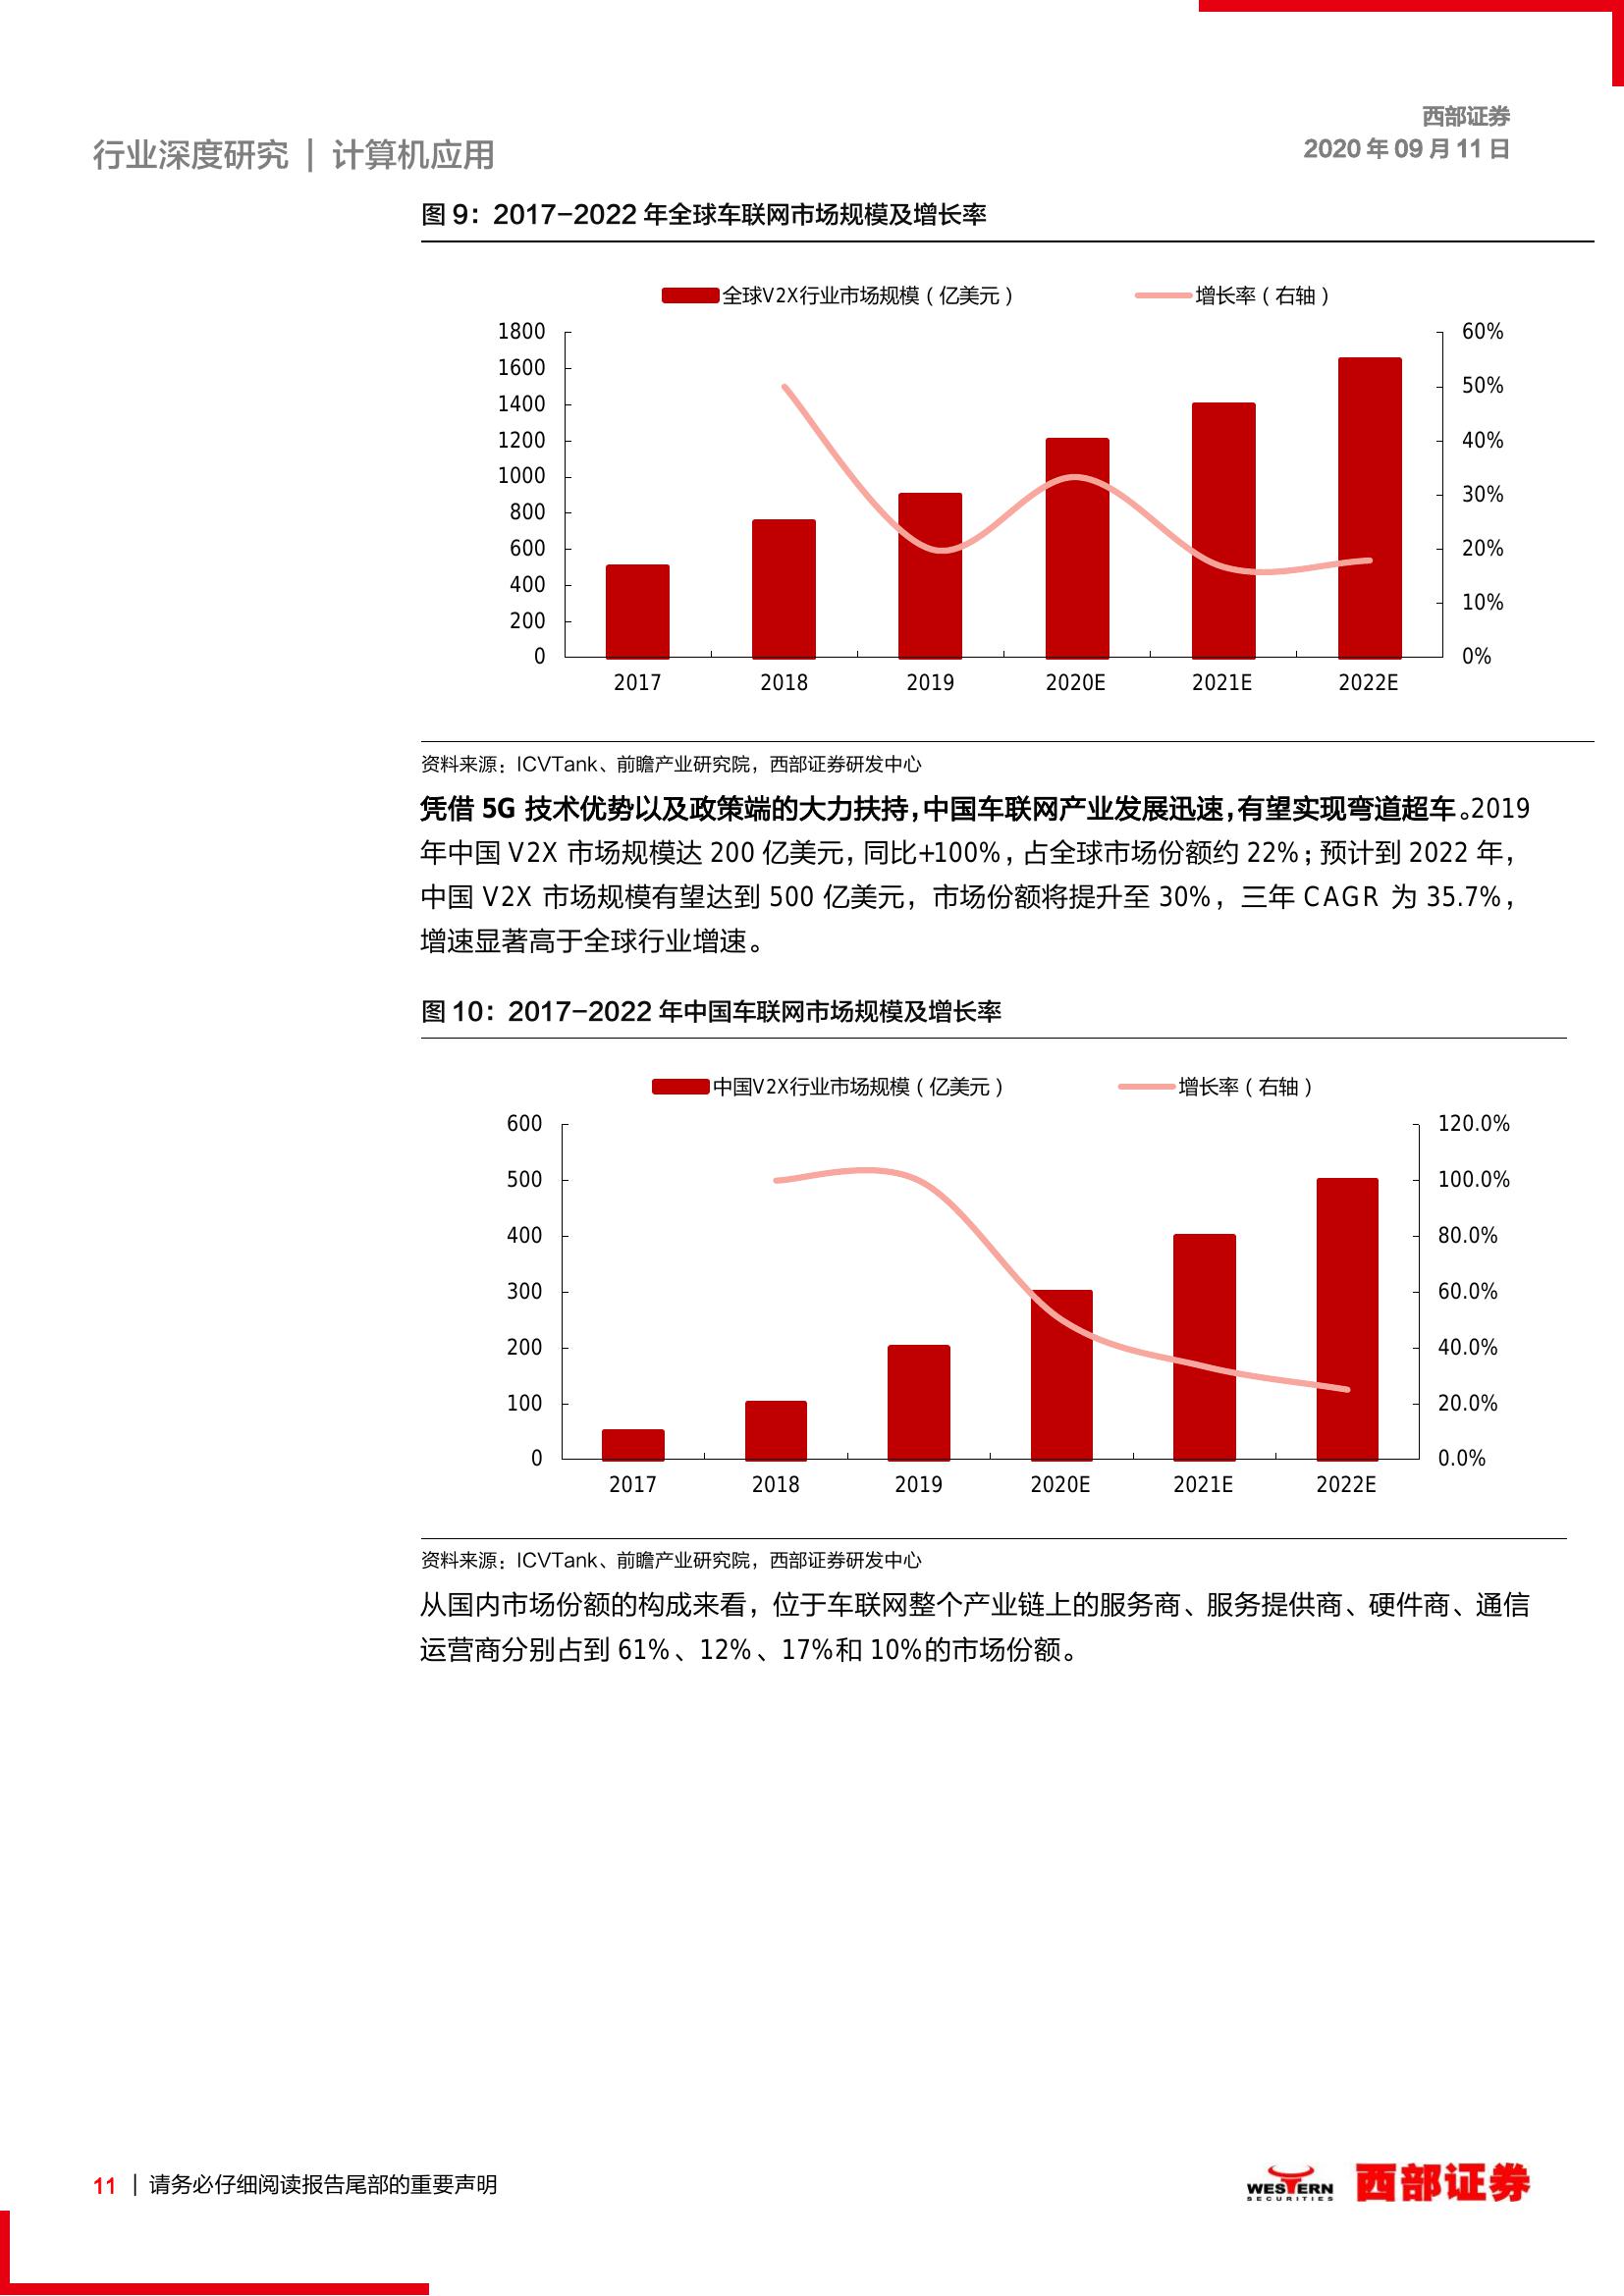 西部证券
行业深度研究 | 计算机应用
2020 年 09 月 11 日
图 9：2017-2022 年全球车联网市场规模及增长率
全球V2X行业市场规模（亿美元） 增长率（右轴）
1800 60%
1600
1400 50%
1200 40%
1000
800 30%
600 20%
400
200 10%
0 0%
2017 2018 2019 2020E 2021E 2022E
资料来源：ICVTank、前瞻产业研究院，西部证券研发中心
凭借 5G 技术优势以及政策端的大力扶持，中国车联网产业发展迅速，有望实现弯道超车。2019
年中国 V2X 市场规模达 200 亿美元，同比+100%，占全球市场份额约 22%；预计到 2022 年，
中国 V2X 市场规模有望达到 500 亿美元，市场份额将提升至 30%，三年 CAGR 为 35.7%，
增速显著高于全球行业增速。
图 10：2017-2022 年中国车联网市场规模及增长率
中国V2X行业市场规模（亿美元） 增长率（右轴）
600 120.0%
500 100.0%
400 80.0%
300 60.0%
200 40.0%
100 20.0%
0 0.0%
2017 2018 2019 2020E 2021E 2022E
资料来源：ICVTank、前瞻产业研究院，西部证券研发中心
从国内市场份额的构成来看，位于车联网整个产业链上的服务商、服务提供商、硬件商、通信
运营商分别占到 61%、12%、17%和 10%的市场份额。
11 | 请务必仔细阅读报告尾部的重要声明
WESTERN
SECURITIES
西部证券